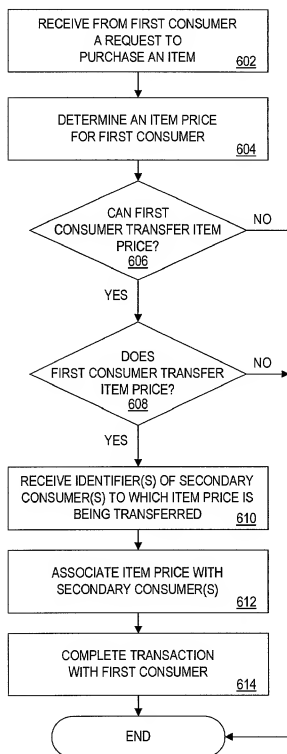 RECEIVE FROM FIRST CONSUMER
A REQUEST TO
PURCHASE AN ITEM
602
DETERMINE AN ITEM PRICE
FOR FIRST CONSUMER
604
CAN FIRST
CONSUMER TRANSFER ITEM
PRICE?
606
NO
YES
DOES
FIRST CONSUMER TRANSFER
ITEM PRICE?
608
NO
YES
RECEIVE IDENTIFIER(S) OF SECONDARY
CONSUMER(S) TO WHICH ITEM PRICE IS
BEING TRANSFERRED
610
ASSOCIATE ITEM PRICE WITH
SECONDARY CONSUMER(S)
612
COMPLETE TRANSACTION
WITH FIRST CONSUMER
614
END